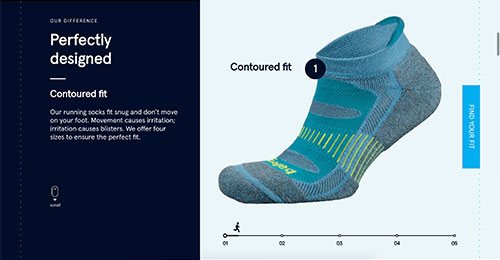 OUR DIFFERENCE
Perfectly
designed
Contoured fit
Our running socks fit snug and don't move
on your foot. Movement causes irritation;
irritation causes blisters. We offer four
sizes to ensure the perfect fit.
scroll
Contoured fit
1
FIND YOUR FIT
01
02
03
04
05